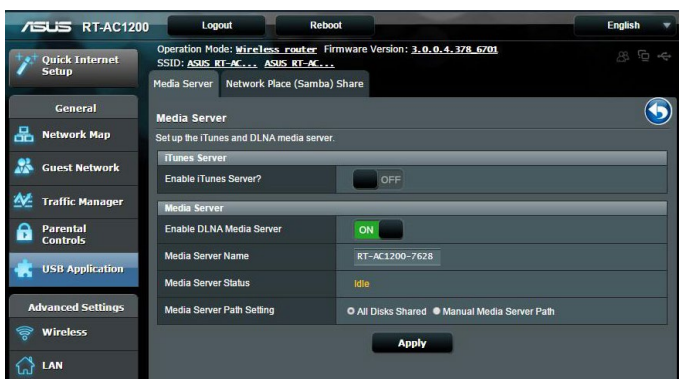 ASUS RT-AC1200
Logout
Reboot
English
Quick Internet
Setup
Operation Mode: Wireless router Firmware Version: 3.0.0.4.378_6701
SSID: ASUS RT-AC... ASUS RT-AC...
Media Server
Network Place (Samba) Share
General
Network Map
Guest Network
Traffic Manager
Parental
Controls
USB Application
Advanced Settings
Wireless
LAN
Media Server
Set up the iTunes and DLNA media server.
iTunes Server
Enable iTunes Server? OFF
Media Server
Enable DLNA Media Server ON
Media Server Name RT-AC1200-7628
Media Server Status Idle
Media Server Path Setting All Disks Shared Manual Media Server Path
Apply